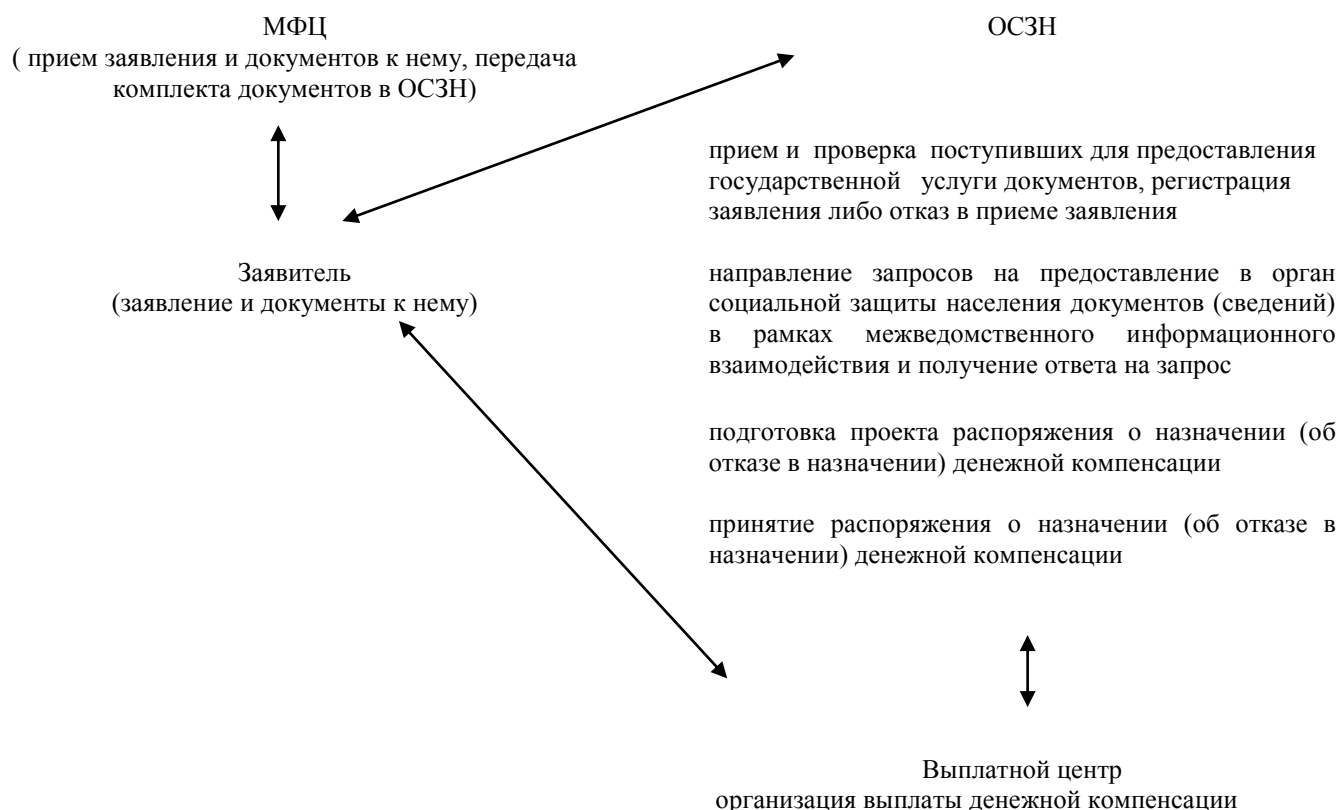 МФЦ
( прием заявления и документов к нему, передача
комплекта документов в ОСЗН)
Заявитель
(заявление и документы к нему)
ОСЗН
прием и проверка поступивших для предоставления
государственной услуги документов, регистрация
заявления либо отказ в приеме заявления
направление запросов на предоставление в орган
социальной защиты населения документов (сведений)
в рамках межведомственного информационного
взаимодействия и получение ответа на запрос
подготовка проекта распоряжения о назначении (об
отказе в назначении) денежной компенсации
принятие распоряжения о назначении (об отказе в
назначении) денежной компенсации
Выплатной центр
организация выплаты денежной компенсации